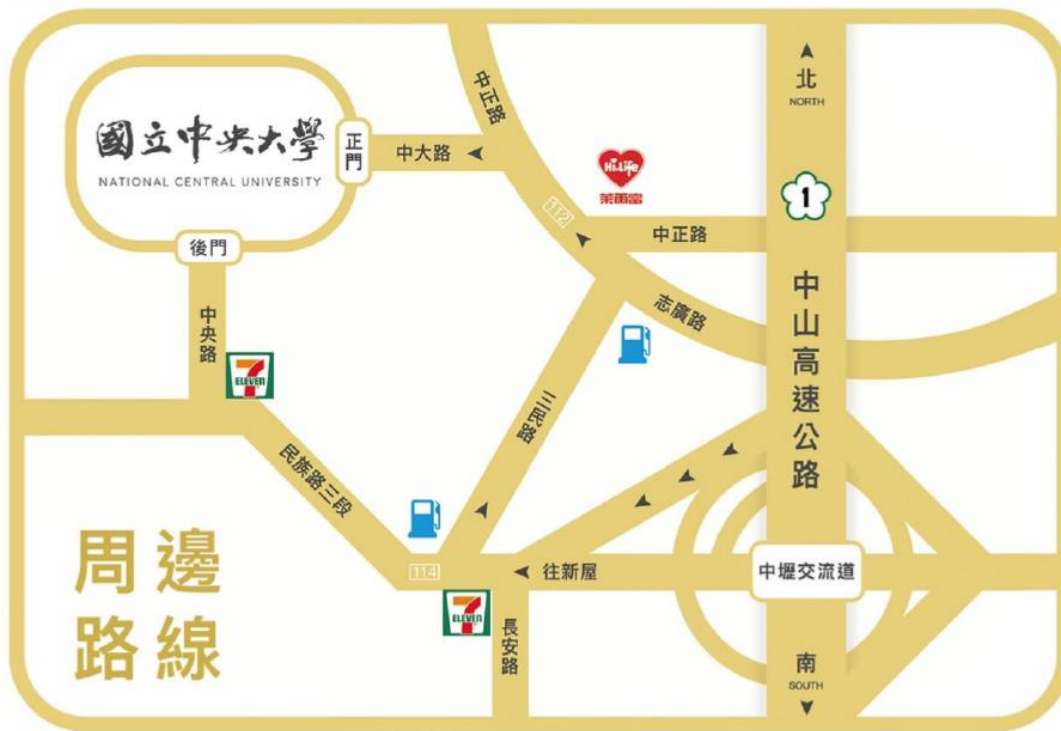 國立中央大學
NATIONAL CENTRAL UNIVERSITY
正門
後門
中正路
中大路
Hi-Life
萊爾富
北
NORTH
1
112
中正路
中央路
7
ELEVEN
志廣路
中山高速公路
三民路
民族路三段
周邊
路線
114
往新屋
中壢交流道
7
ELEVEN
長安路
南
SOUTH